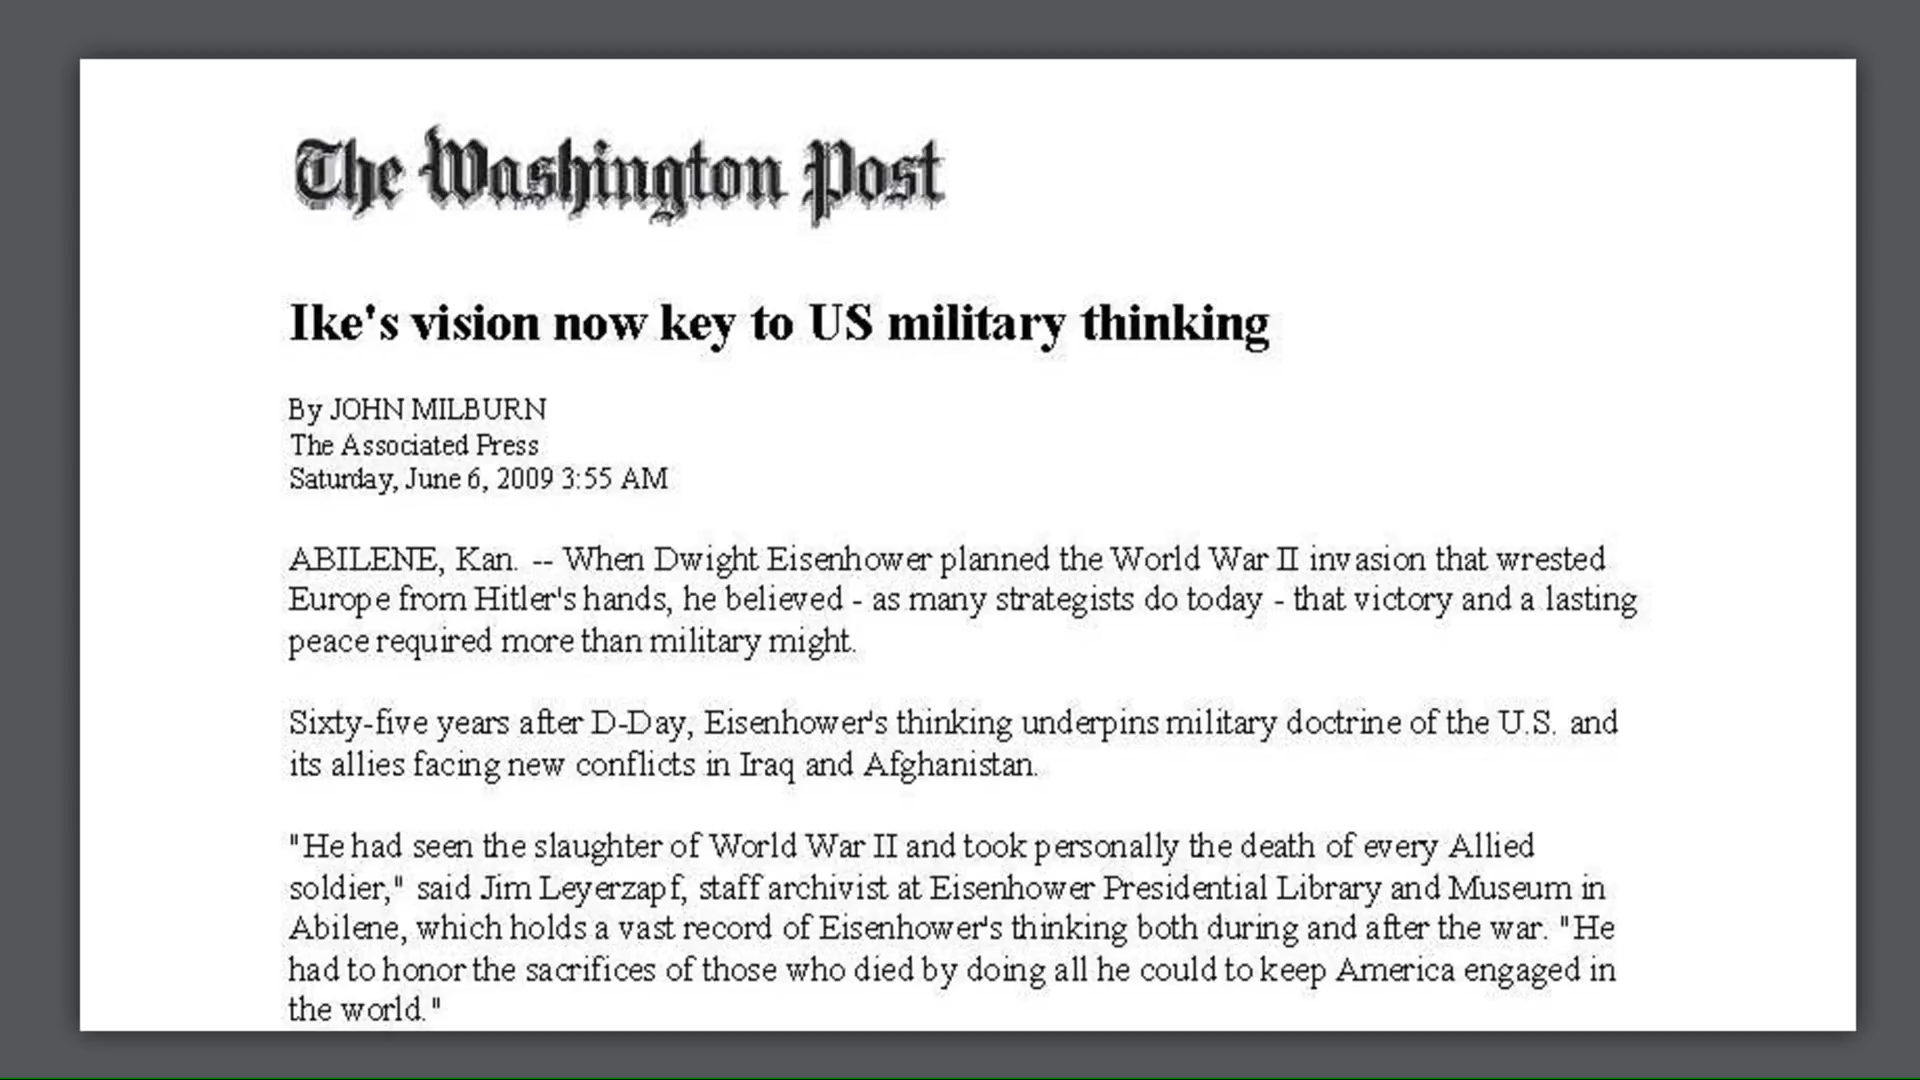 The Washington Post
Ike's vision now key to US military thinking
By JOHN MILBURN
The Associated Press
Saturday, June 6, 2009 3:55 AM
ABILENE, Kan. -- When Dwight Eisenhower planned the World War II invasion that wrested
Europe from Hitler's hands, he believed - as many strategists do today - that victory and a lasting
peace required more than military might.
Sixty-five years after D-Day, Eisenhower's thinking underpins military doctrine of the U.S. and
its allies facing new conflicts in Iraq and Afghanistan.
"He had seen the slaughter of World War II and took personally the death of every Allied
soldier," said Jim Leyerzapf, staff archivist at Eisenhower Presidential Library and Museum in
Abilene, which holds a vast record of Eisenhower's thinking both during and after the war. "He
had to honor the sacrifices of those who died by doing all he could to keep America engaged in
the world."